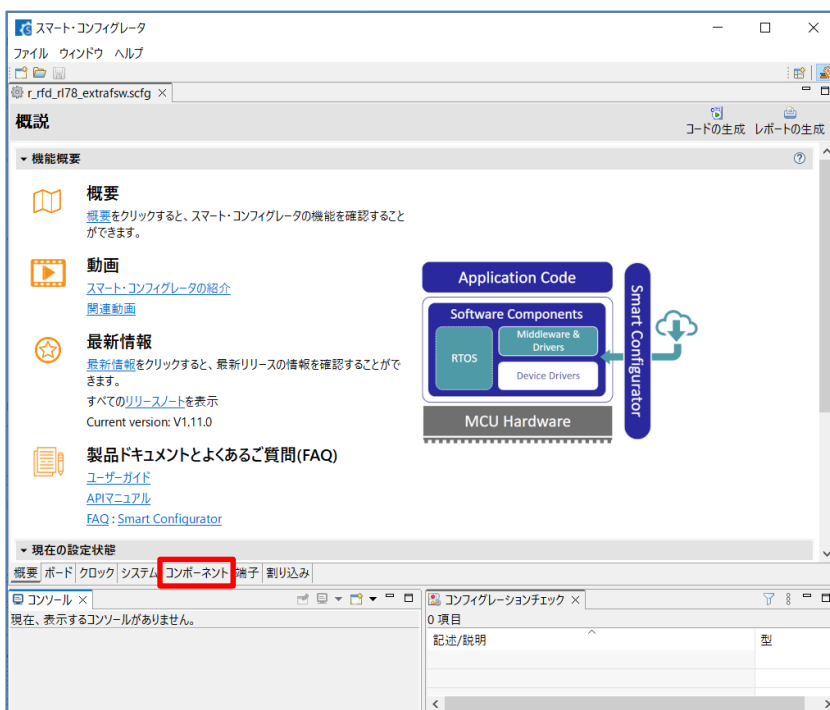 スマート・コンフィグレータ
ファイル ウィンドウ ヘルプ
r_rfd_rl78_extrafsw.scfg
概説
コードの生成 レポートの生成
機能概要
概要
概要をクリックすると、スマート・コンフィグレータの機能を確認すること
ができます。
動画
スマート・コンフィグレータの紹介
関連動画
最新情報
最新情報をクリックすると、最新リリースの情報を確認することがで
きます。
すべてのリリースノートを表示
Current version: V1.11.0
製品ドキュメントとよくあるご質問(FAQ)
ユーザーガイド
APIマニュアル
FAQ : Smart Configurator
Application Code
Software Components
RTOS
Middleware &
Drivers
Device Drivers
MCU Hardware
Smart Configurator
現在の設定状態
概要 ボード クロック システム コンポーネント 端子 割り込み
コンソール
現在、表示するコンソールがありません。
コンフィグレーションチェック
0 項目
記述/説明 型